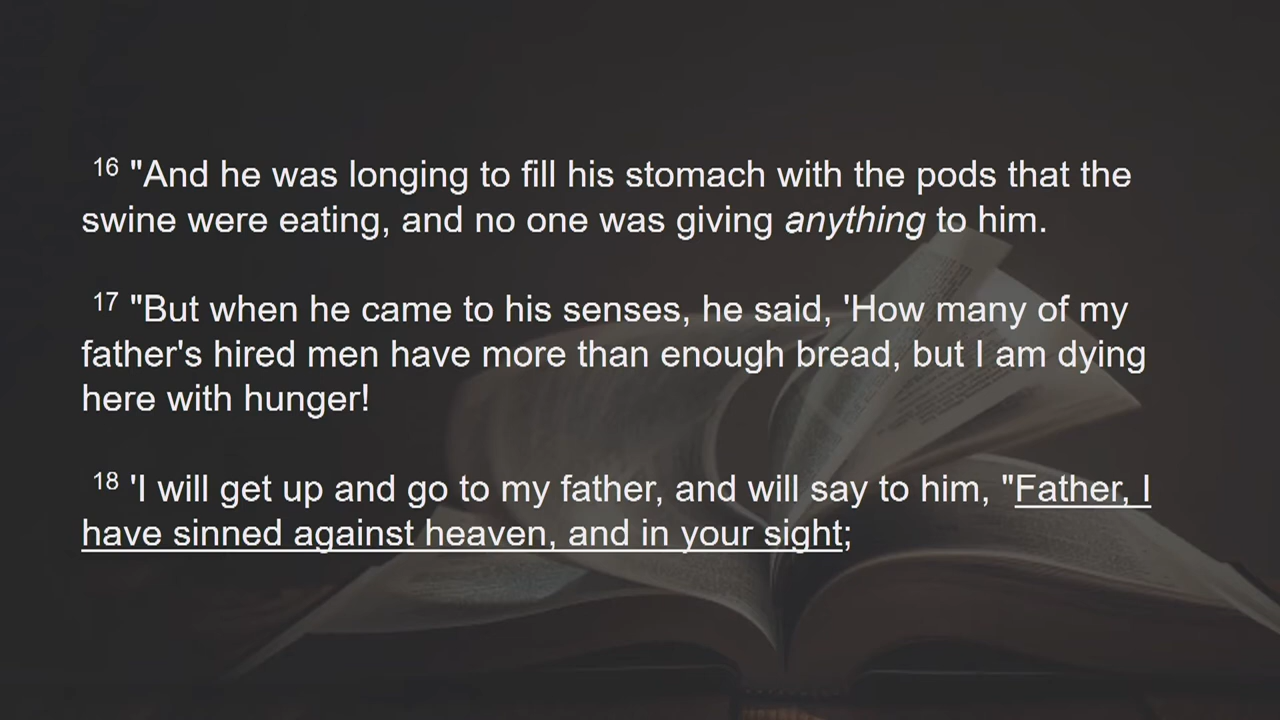 16 "And he was longing to fill his stomach with the pods that the
swine were eating, and no one was giving anything to him.
17 "But when he came to his senses, he said, 'How many of my
father's hired men have more than enough bread, but I am dying
here with hunger!
18 'I will get up and go to my father, and will say to him, "Father, I
have sinned against heaven, and in your sight;